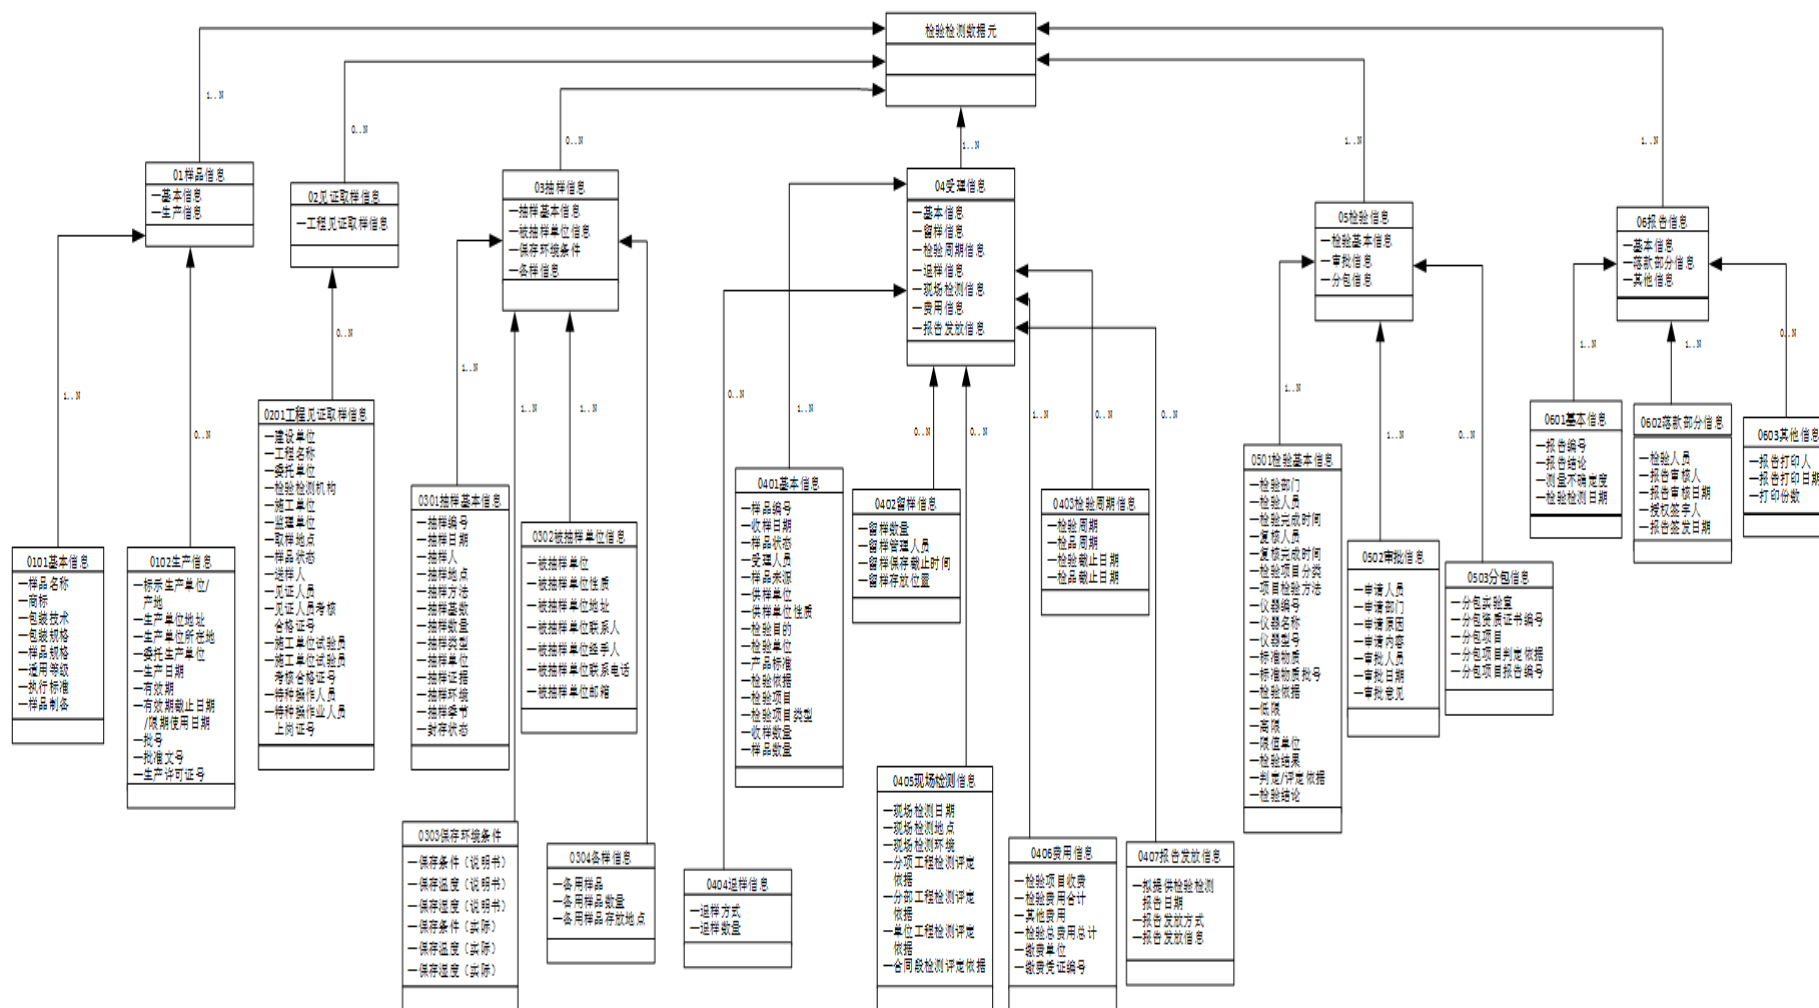 检验检测数据元
1..N
0..N
0..N
1..N
1..N
1..N
01样品信息
—基本信息
—生产信息
02见证取样信息
—工程见证取样信息
03抽样信息
—抽样基本信息
—被抽样单位信息
—保存环境条件
—备样信息
04受理信息
—基本信息
—留样信息
—检验周期信息
—退样信息
—现场检测信息
—费用信息
—报告发放信息
05检验信息
—检验基本信息
—审批信息
—分包信息
06报告信息
—基本信息
—落款部分信息
—其他信息
1..N
0..N
0..N
1..N
1..N
1..N
0..N
1..N
0..N
0..N
1..N
0..N
0..N
1..N
1..N
0..N
1..N
1..N
0..N
0101基本信息
—样品名称
—商标
—包装技术
—包装规格
—样品规格
—适用等级
—执行标准
—样品制备
0102生产信息
—标示生产单位/
产地
—生产单位地址
—生产单位所在地
—委托生产单位
—生产日期
—有效期
—有效期截止日期
/限期使用日期
—批号
—批准文号
—生产许可证号
0201工程见证取样信息
—建设单位
—工程名称
—委托单位
—检验检测机构
—施工单位
—监理单位
—取样地点
—样品状态
—送样人
—见证人员
—见证人员考核
合格证号
—施工单位试验员
—施工单位试验员
考核合格证号
—特种操作人员
—特种操作业人员
上岗证号
0301抽样基本信息
—抽样编号
—抽样日期
—抽样人
—抽样地点
—抽样方法
—抽样基数
—抽样数量
—抽样类型
—抽样单位
—抽样证据
—抽样环境
—抽样季节
—封存状态
0302被抽样单位信息
—被抽样单位
—被抽样单位性质
—被抽样单位地址
—被抽样单位联系人
—被抽样单位经手人
—被抽样单位联系电话
—被抽样单位邮箱
0303保存环境条件
—保存条件（说明书）
—保存温度（说明书）
—保存湿度（说明书）
—保存条件（实际）
—保存温度（实际）
—保存湿度（实际）
0304备样信息
—备用样品
—备用样品数量
—备用样品存放地点
0401基本信息
—样品编号
—收样日期
—样品状态
—受理人员
—样品来源
—供样单位
—供样单位性质
—检验目的
—检验单位
—产品标准
—检验依据
—检验项目
—检验项目类型
—收样数量
—样品数量
0402留样信息
—留样数量
—留样管理人员
—留样保存截止时间
—留样存放位置
0403检验周期信息
—检验周期
—检品周期
—检验截止日期
—检品截止日期
0404退样信息
—退样方式
—退样数量
0405现场检测信息
—现场检测日期
—现场检测地点
—现场检测环境
—分项工程检测评定
依据
—分部工程检测评定
依据
—单位工程检测评定
依据
—合同段检测评定依据
0406费用信息
—检验项目收费
—检验费用合计
—其他费用
—检验总费用总计
—缴费单位
—缴费凭证编号
0407报告发放信息
—拟提供检验检测
报告日期
—报告发放方式
—报告发放信息
0501检验基本信息
—检验部门
—检验人员
—检验完成时间
—复核人员
—复核完成时间
—检验项目分类
—项目检验方法
—仪器编号
—仪器名称
—仪器型号
—标准物质
—标准物质批号
—检验依据
—低限
—高限
—限值单位
—检验结果
—判定/评定依据
—检验结论
0502审批信息
—申请人员
—申请部门
—申请原因
—申请内容
—审批人员
—审批日期
—审批意见
0503分包信息
—分包实验室
—分包资质证书编号
—分包项目
—分包项目判定依据
—分包项目报告编号
0601基本信息
—报告编号
—报告结论
—测量不确定度
—检验检测日期
0602落款部分信息
—检验人员
—报告审核人
—报告审核日期
—授权签字人
—报告签发日期
0603其他信息
—报告打印人
—报告打印日期
—打印份数